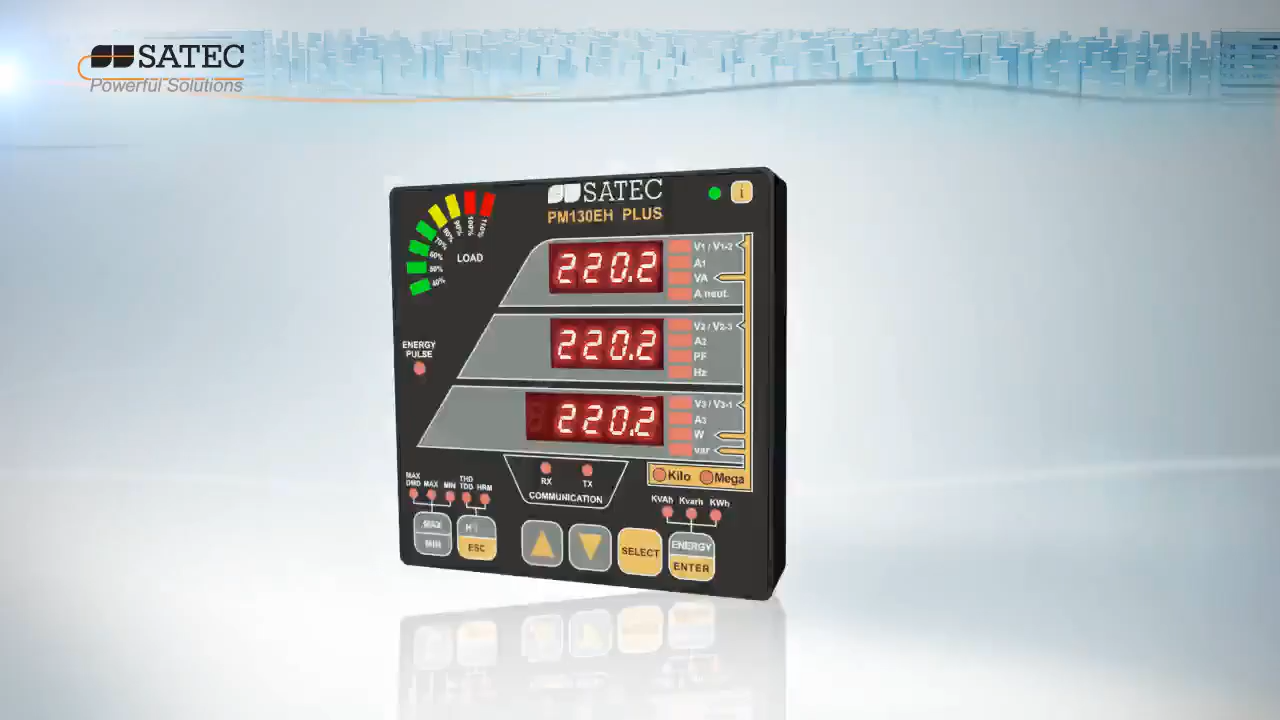 SATEC
Powerful Solutions
SATEC
PM130EH PLUS
i
110%
100%
90%
80%
70%
60%
50%
40%
LOAD
220.2
V1 / V1-2
A1
VA
A neut.
220.2
V2 / V2-3
A2
PF
Hz
ENERGY
PULSE
220.2
V3 / V3-1
A3
W
var
Kilo
Mega
RX
TX
COMMUNICATION
MAX
DMD
MAX
MIN
THD
TDD
HRM
KVAh
Kvarh
KWh
MAX
MIN
ESC
SELECT
ENERGY
ENTER